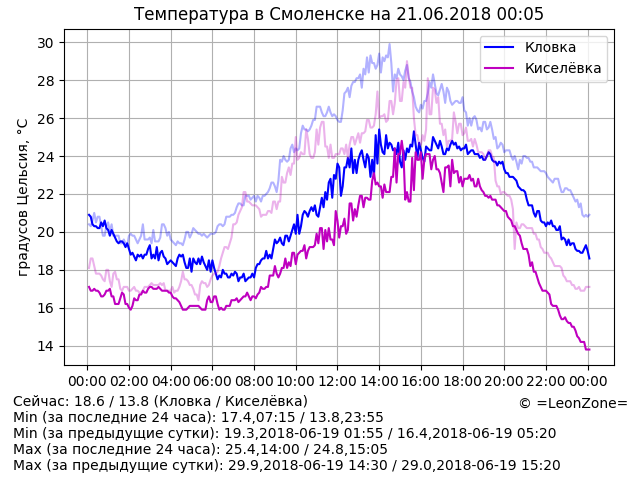 Температура в Смоленске на 21.06.2018 00:05
градусов Цельсия, °C
30
28
26
24
22
20
18
16
14
Кловка
Киселёвка
00:00 02:00 04:00 06:00 08:00 10:00 12:00 14:00 16:00 18:00 20:00 22:00 00:00
Сейчас: 18.6 / 13.8 (Кловка / Киселёвка)
© =LeonZone=
Min (за последние 24 часа): 17.4,07:15 / 13.8,23:55
Min (за предыдущие сутки): 19.3,2018-06-19 01:55 / 16.4,2018-06-19 05:20
Max (за последние 24 часа): 25.4,14:00 / 24.8,15:05
Max (за предыдущие сутки): 29.9,2018-06-19 14:30 / 29.0,2018-06-19 15:20